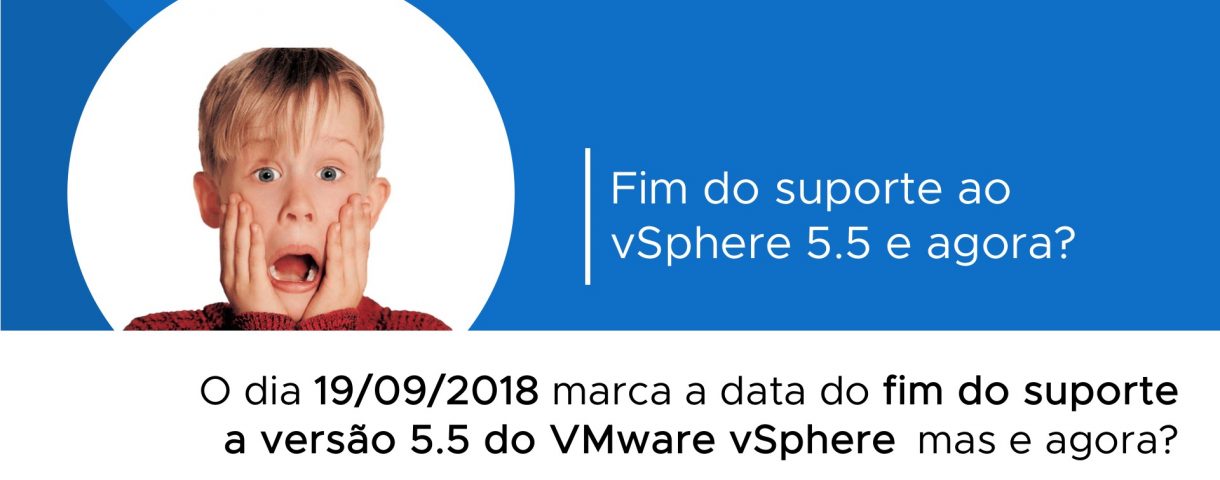 Fim do suporte ao
vSphere 5.5 e agora?
O dia 19/09/2018 marca a data do fim do suporte
a versão 5.5 do VMware vSphere mas e agora?